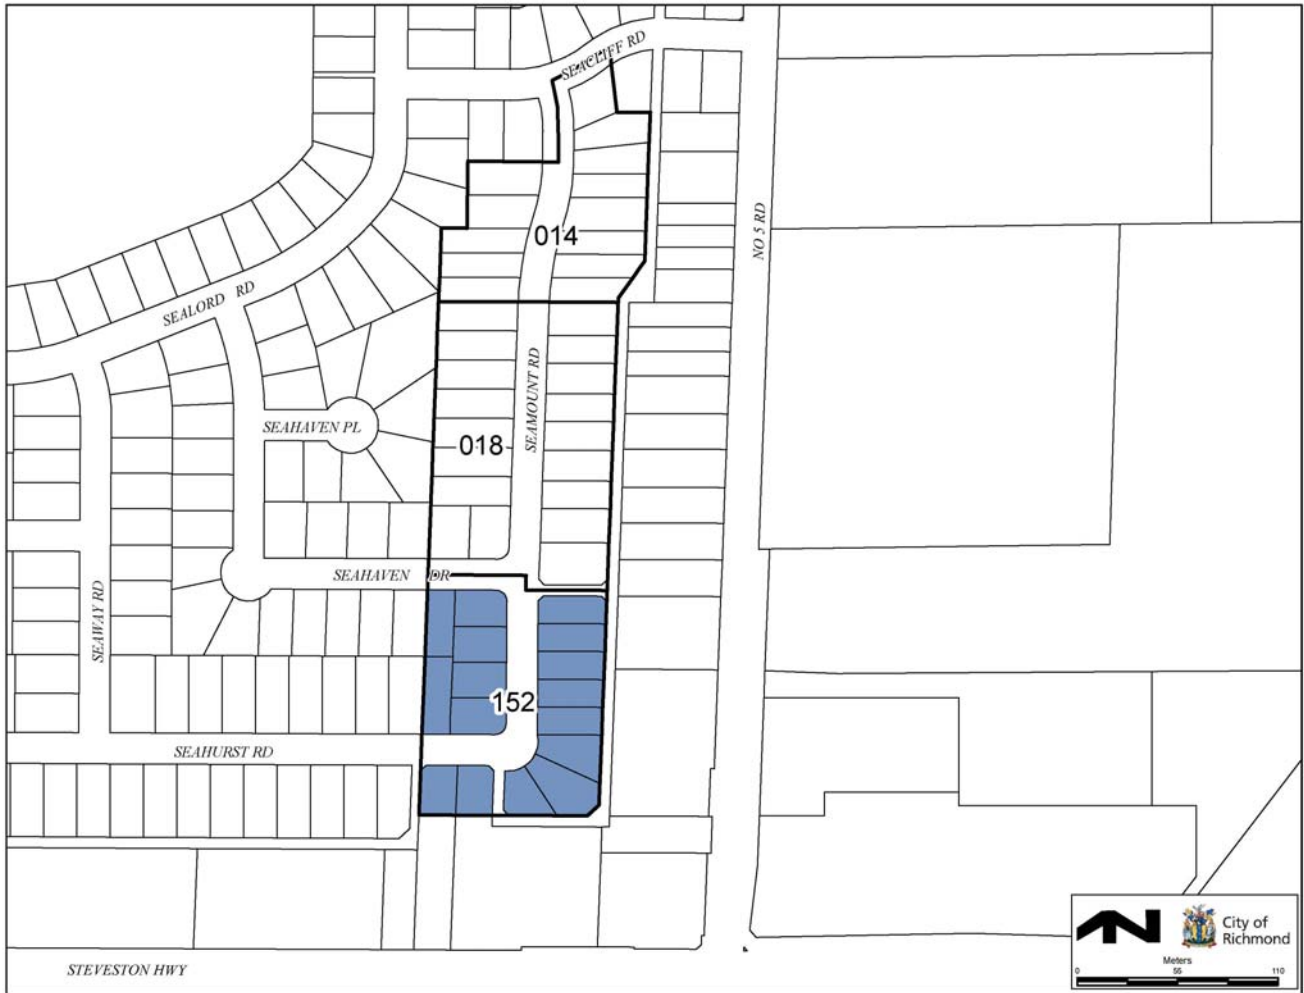 SEACLIFF RD
NO 5 RD
014
SEALORD RD
SEAMOUNT RD
SEAHAVEN PL
018
SEAHAVEN DR
SEAWAY RD
152
SEAHURST RD
STEVESTON HWY
N
City of
Richmond
Meters
0 55 110